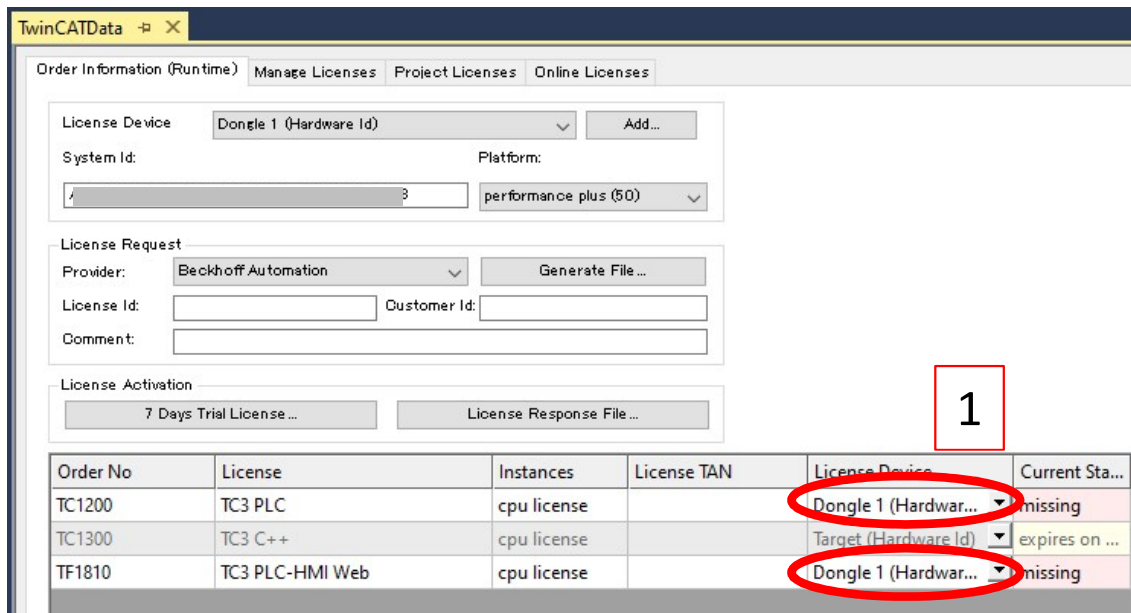 TwinCATData
Order Information (Runtime) Manage Licenses Project Licenses Online Licenses
License Device Dongle 1 (Hardware Id) Add...
System Id: Platform:
performance plus (50)
License Request
Provider: Beckhoff Automation Generate File...
License Id: Customer Id:
Comment:
License Activation
7 Days Trial License... License Response File...
1
Order No License Instances License TAN License Device Current Sta...
TC1200 TC3 PLC cpu license Dongle 1 (Hardwar... missing
TC1300 TC3 C++ cpu license Target (Hardware Id) expires on ...
TF1810 TC3 PLC-HMI Web cpu license Dongle 1 (Hardwar... missing